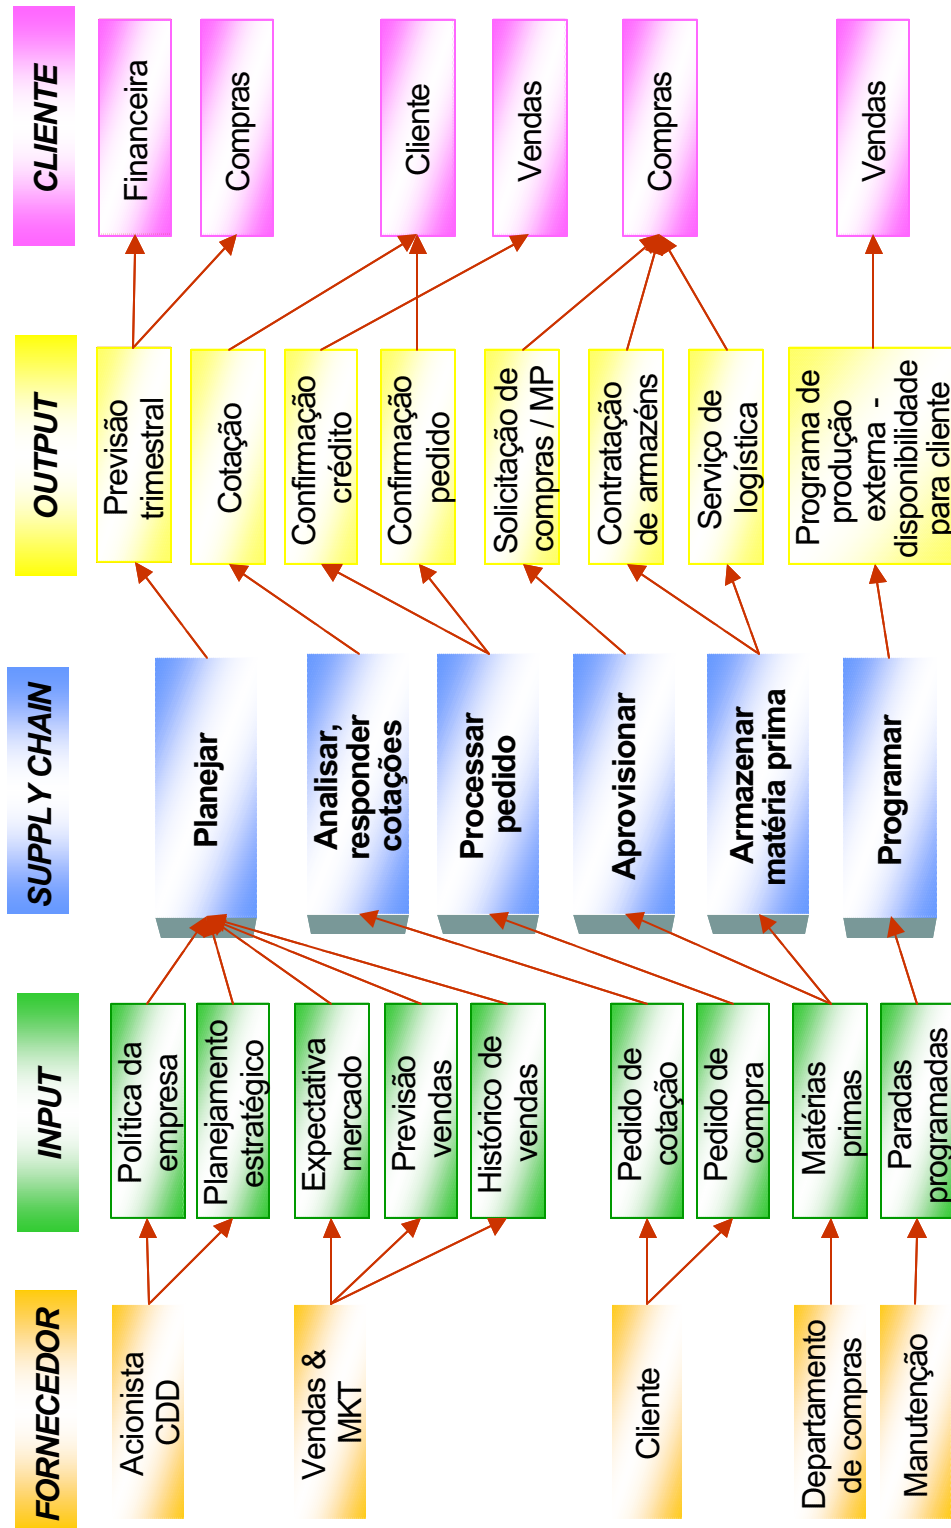 FORNECEDOR
INPUT
SUPPLY CHAIN
OUTPUT
CLIENTE
Acionista
CDD
Vendas &
MKT
Cliente
Departamento
de compras
Manutenção
Política da
empresa
Planejamento
estratégico
Expectativa
mercado
Previsão
vendas
Histórico de
vendas
Pedido de
cotação
Pedido de
compra
Matérias
primas
Paradas
programadas
Planejar
Analisar,
responder
cotações
Processar
pedido
Aprovisionar
Armazenar
matéria prima
Programar
Previsão
trimestral
Cotação
Confirmação
crédito
Confirmação
pedido
Solicitação de
compras / MP
Contratação
de armazéns
Serviço de
logística
Programa de
produção
externa -
disponibilidade
para cliente
Financeira
Compras
Cliente
Vendas
Compras
Vendas